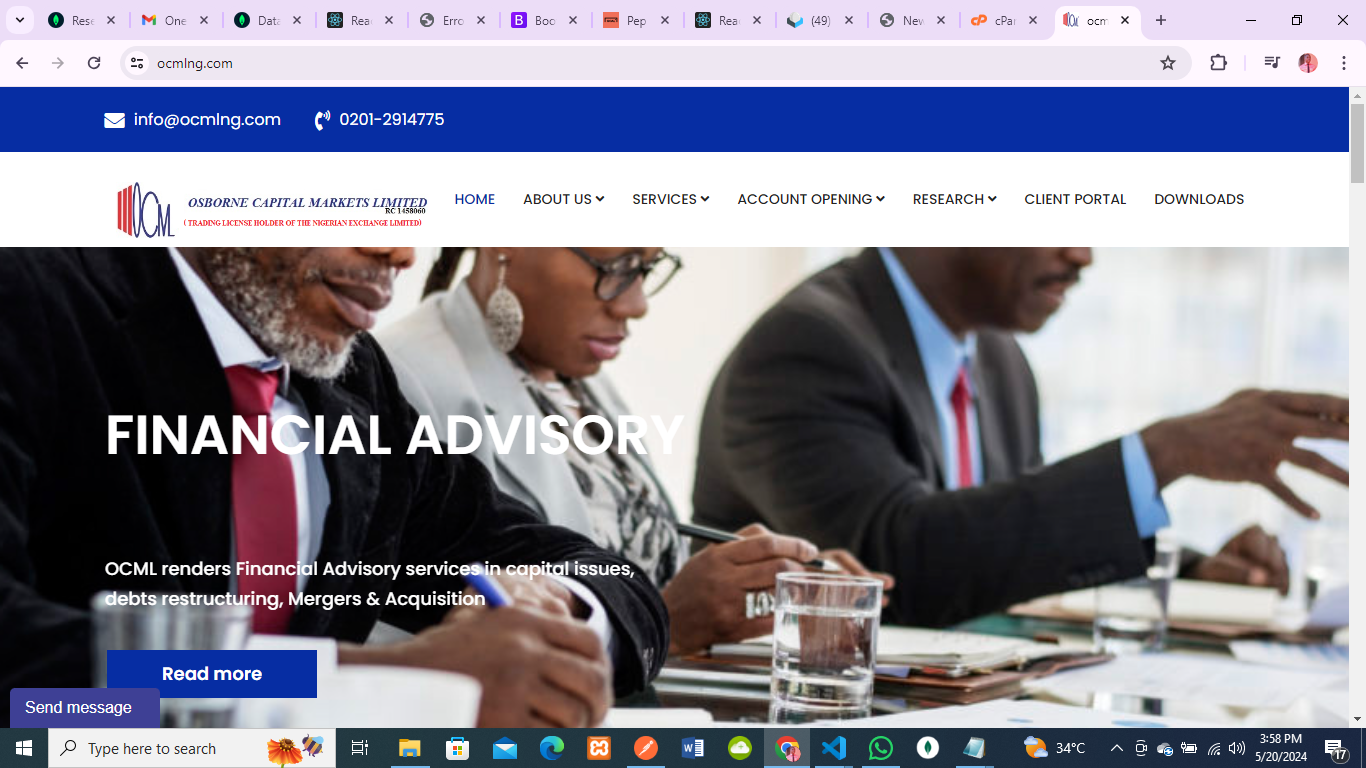 Rese
One
Data
Rea
Erro
Boo
Pep
Rea
(49)
New
cPar
ocm
ocmlng.com
info@ocmlng.com 0201-2914775
OCML
OSBORNE CAPITAL MARKETS LIMITED
RC 1458060
( TRADING LICENSE HOLDER OF THE NIGERIAN EXCHANGE LIMITED)
HOME ABOUT US SERVICES ACCOUNT OPENING RESEARCH CLIENT PORTAL DOWNLOADS
FINANCIAL ADVISORY
OCML renders Financial Advisory services in capital issues,
debts restructuring, Mergers & Acquisition
Read more
Send message
Type here to search
34°C
3:58 PM
5/20/2024
17